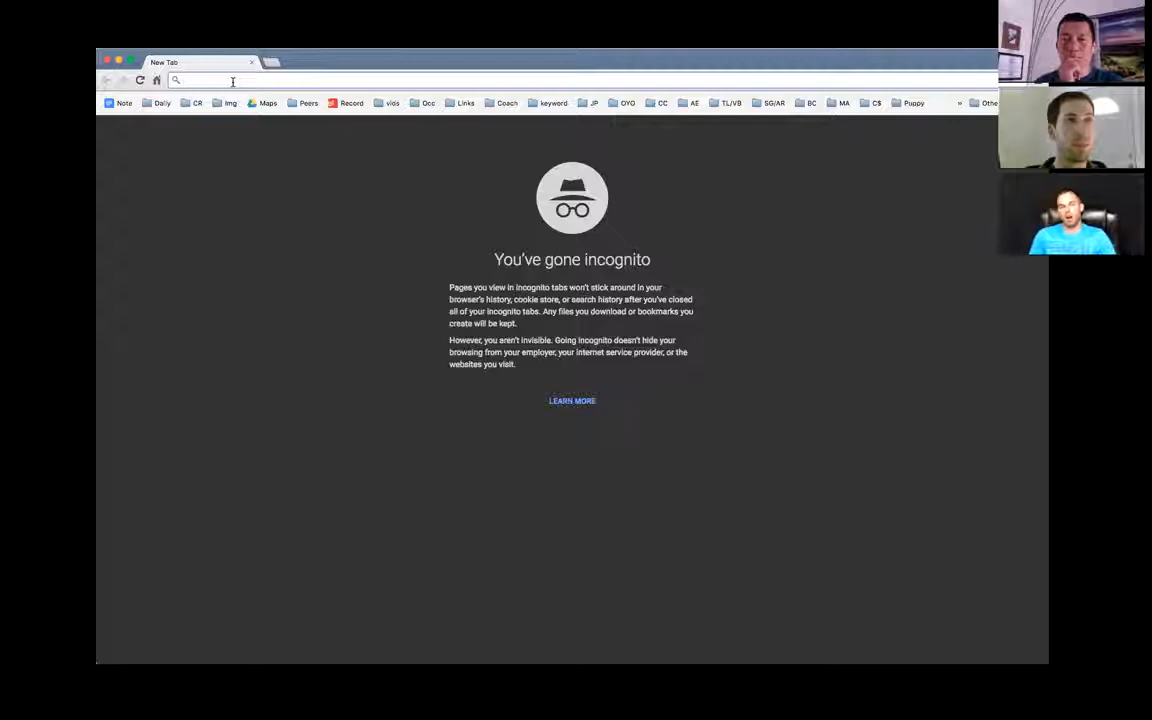 New Tab
Note Daily CR Img Maps Peers Record vids Occ Links Coach keyword JP OYO CC AE TL/VB SG/AR BC MA C$ Puppy » Othe
You've gone incognito
Pages you view in incognito tabs won't stick around in your
browser's history, cookie store, or search history after you've closed
all of your incognito tabs. Any files you download or bookmarks you
create will be kept.
However, you aren't invisible. Going incognito doesn't hide your
browsing from your employer, your internet service provider, or the
websites you visit.
LEARN MORE